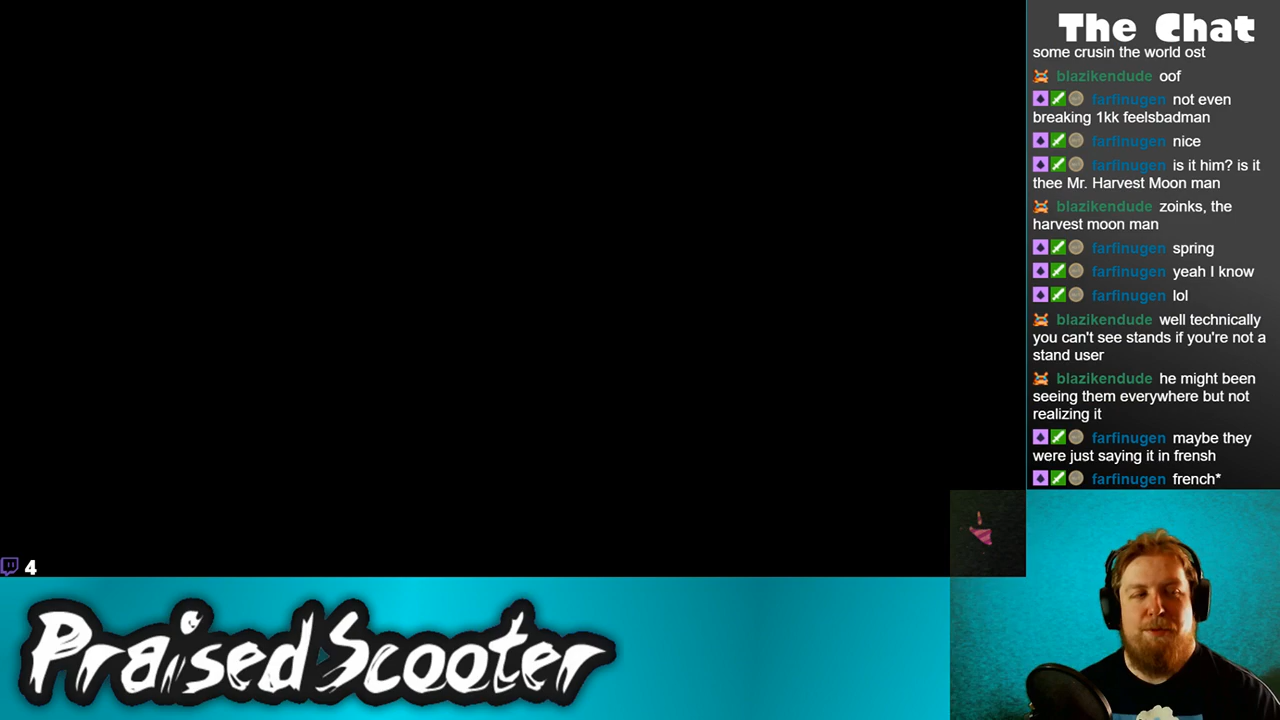 The Chat
some crusin the world ost
blazikendude oof
farfinugen not even
breaking 1kk feelsbadman
farfinugen nice
farfinugen is it him? is it
thee Mr. Harvest Moon man
blazikendude zoinks, the
harvest moon man
farfinugen spring
farfinugen yeah I know
farfinugen lol
blazikendude well technically
you can't see stands if you're not a
stand user
blazikendude he might been
seeing them everywhere but not
realizing it
farfinugen maybe they
were just saying it in frensh
farfinugen french*
4
PraisedScooter